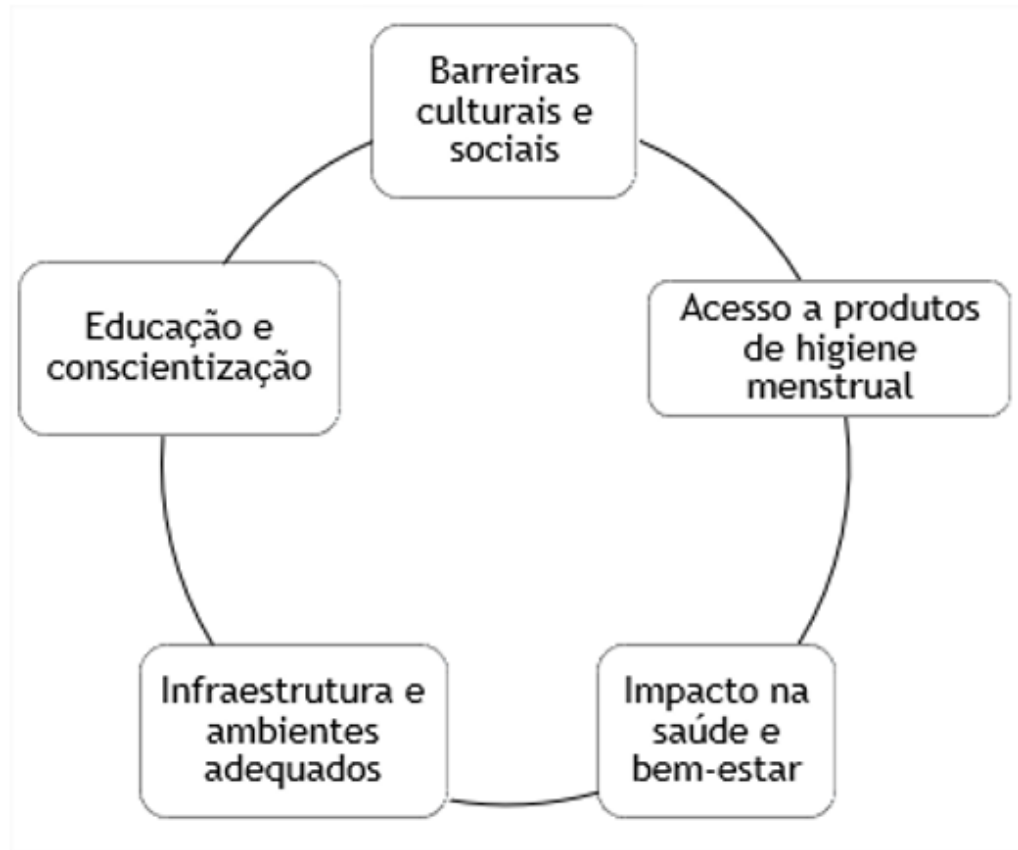 Barreiras
culturais e
sociais
Acesso a produtos
de higiene
menstrual
Impacto na
saúde e
bem-estar
Infraestrutura e
ambientes
adequados
Educação e
conscientização